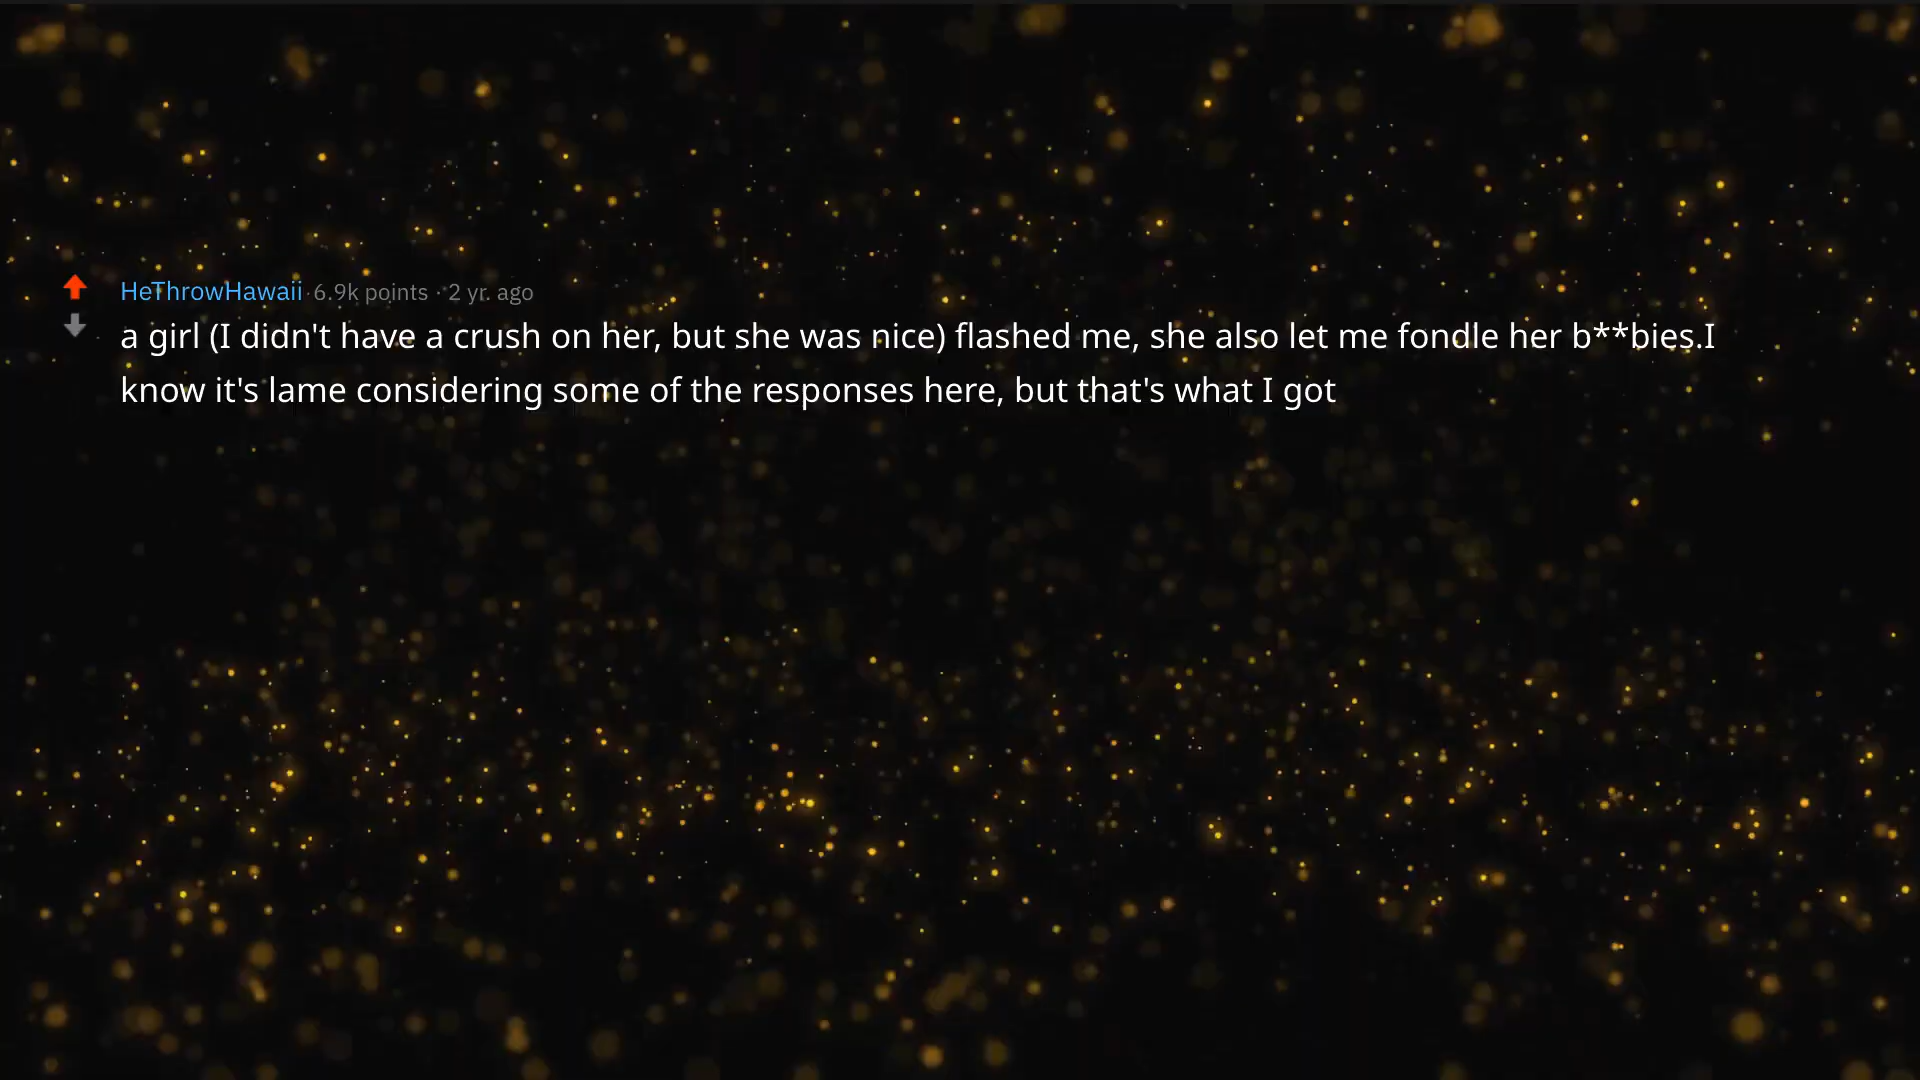 HeThrowHawaii · 6.9k points · 2 yr. ago
a girl (I didn't have a crush on her, but she was nice) flashed me, she also let me fondle her b**bies.I
know it's lame considering some of the responses here, but that's what I got